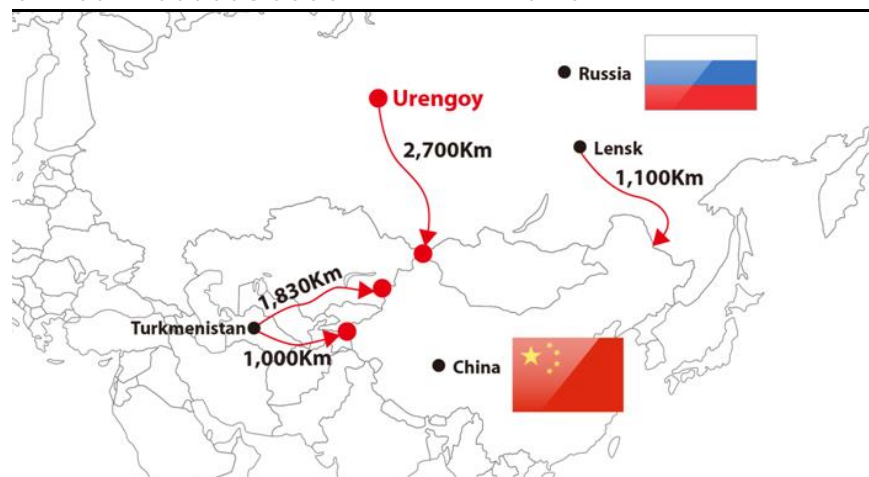 Russia
Urengoy
2,700Km
Lensk
1,100Km
1,830Km
Turkmenistan
1,000Km
China